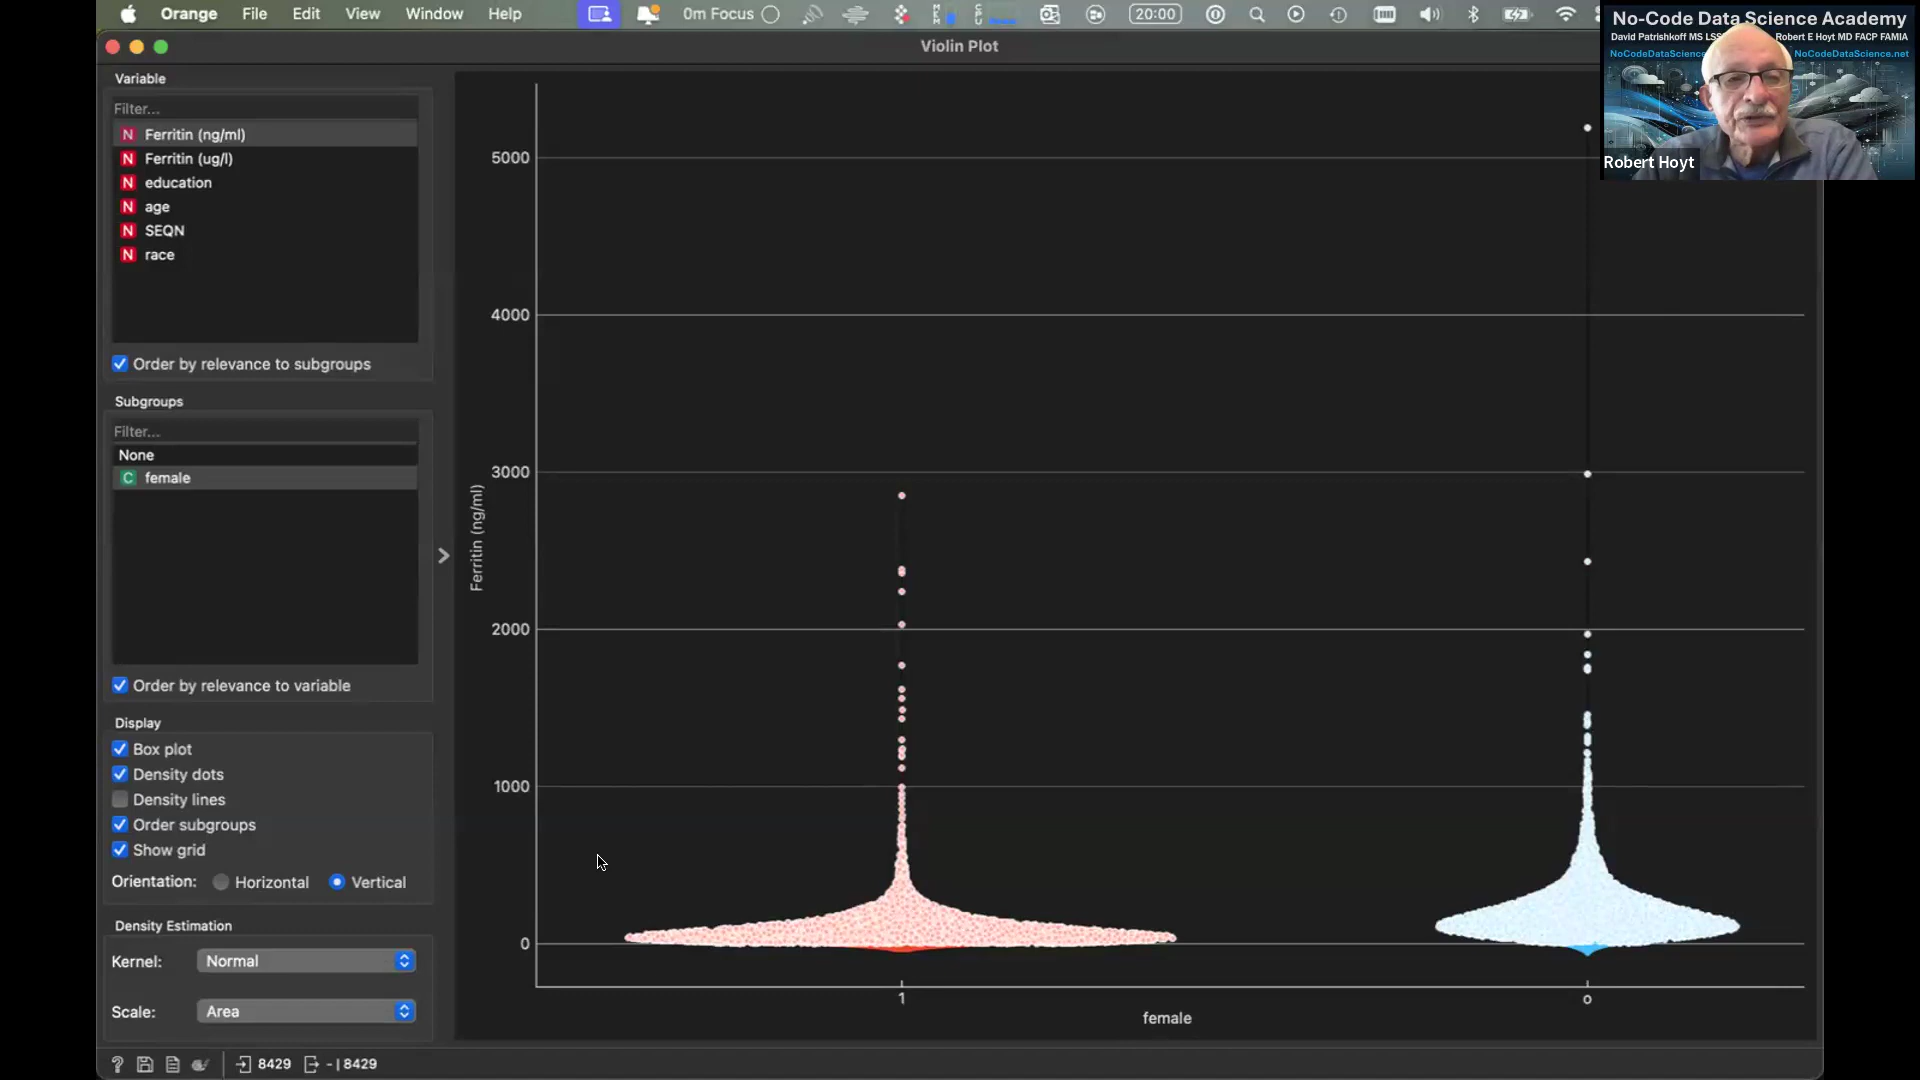 Orange File Edit View Window Help 0m Focus 20:00
Violin Plot
No-Code Data Science Academy
David Patrishkoff MS LSS Robert E Hoyt MD FACP FAMIA
NoCodeDataScience NoCodeDataScience.net
Robert Hoyt
Variable
Filter...
N Ferritin (ng/ml)
N Ferritin (ug/l)
N education
N age
N SEQN
N race
Order by relevance to subgroups
Subgroups
Filter...
None
C female
Order by relevance to variable
Display
Box plot
Density dots
Density lines
Order subgroups
Show grid
Orientation: Horizontal Vertical
Density Estimation
Kernel: Normal
Scale: Area
? 8429 - | 8429
Ferritin (ng/ml)
5000
4000
3000
2000
1000
0
1 0
female